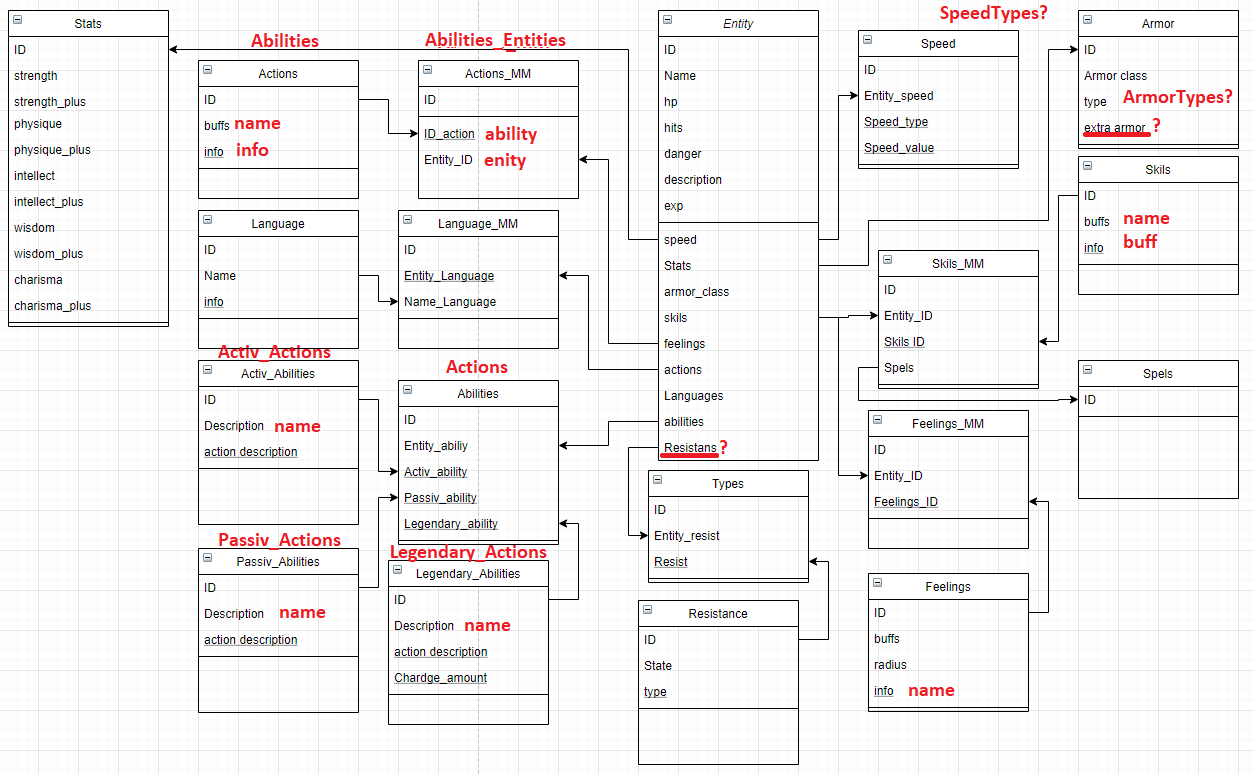 Stats
ID
strength
strength_plus
physique
physique_plus
intellect
intellect_plus
wisdom
wisdom_plus
charisma
charisma_plus
Abilities
Actions
ID
buffs name
info info
Abilities_Entities
Actions_MM
ID
ID_action ability
Entity_ID enity
Language
ID
Name
info
Language_MM
ID
Entity_Language
Name_Language
Activ_Actions
Activ_Abilities
ID
Description name
action description
Actions
Abilities
ID
Entity_abiliy
Activ_ability
Passiv_ability
Legendary_ability
Passiv_Actions
Passiv_Abilities
ID
Description name
action description
Legendary_Actions
Legendary_Abilities
ID
Description name
action description
Chardge_amount
Entity
ID
Name
hp
hits
danger
description
exp
speed
Stats
armor_class
skils
feelings
actions
Languages
abilities
Resistans ?
Types
ID
Entity_resist
Resist
Resistance
ID
State
type
SpeedTypes?
Speed
ID
Entity_speed
Speed_type
Speed_value
Armor
ID
Armor class
type ArmorTypes?
extra armor ?
Skils
ID
buffs name
info buff
Skils_MM
ID
Entity_ID
Skils ID
Spels
Spels
ID
Feelings_MM
ID
Entity_ID
Feelings_ID
Feelings
ID
buffs
radius
info name